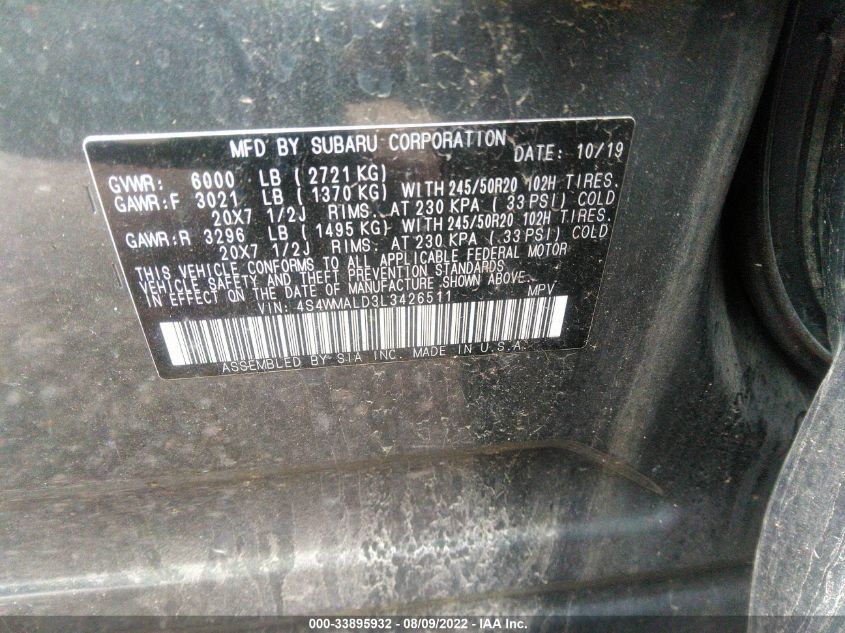 MFD BY SUBARU CORPORATION DATE: 10/19
GVWR: 6000 LB ( 2721 KG)
GAWR:F 3021 LB ( 1370 KG) WITH 245/50R20 102H TIRES.
20X7 1/2J RIMS. AT 230 KPA ( 33 PSI) COLD
GAWR:R 3296 LB ( 1495 KG) WITH 245/50R20 102H TIRES.
20X7 1/2J RIMS. AT 230 KPA ( 33 PSI) COLD
THIS VEHICLE CONFORMS TO ALL APPLICABLE FEDERAL MOTOR
VEHICLE SAFETY AND THEFT PREVENTION STANDARDS
IN EFFECT ON THE DATE OF MANUFACTURE SHOWN ABOVE.
VIN: 4S4WMALD3L3426511 MPV
ASSEMBLED BY S.I.A. INC. MADE IN U.S.A.
000-33895932 - 08/09/2022 - IAA Inc.